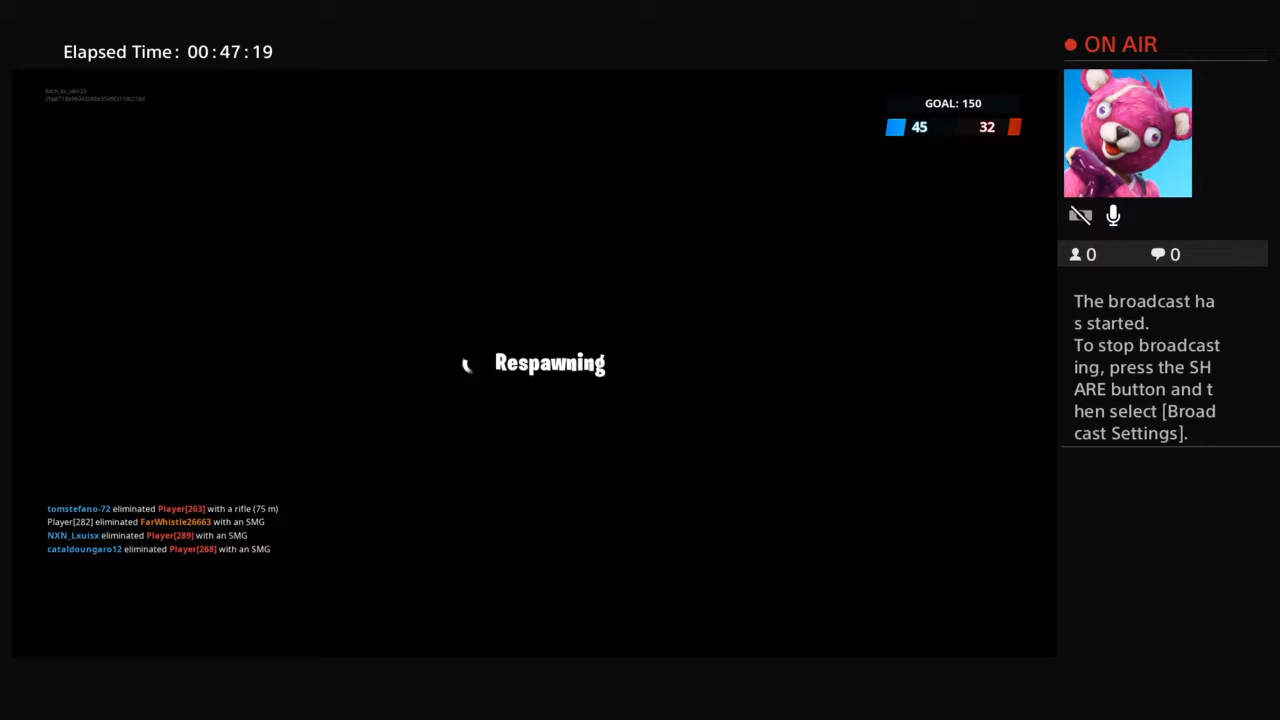 Elapsed Time: 00:47:19
ON AIR
GOAL: 150
45 32
0 0
The broadcast ha
s started.
To stop broadcast
ing, press the SH
ARE button and t
hen select [Broad
cast Settings].
Respawning
tomstefano-72 eliminated Player[263] with a rifle (75 m)
Player[282] eliminated FarWhistle26663 with an SMG
NXN_Lxuisx eliminated Player[289] with an SMG
cataldoungaro12 eliminated Player[268] with an SMG